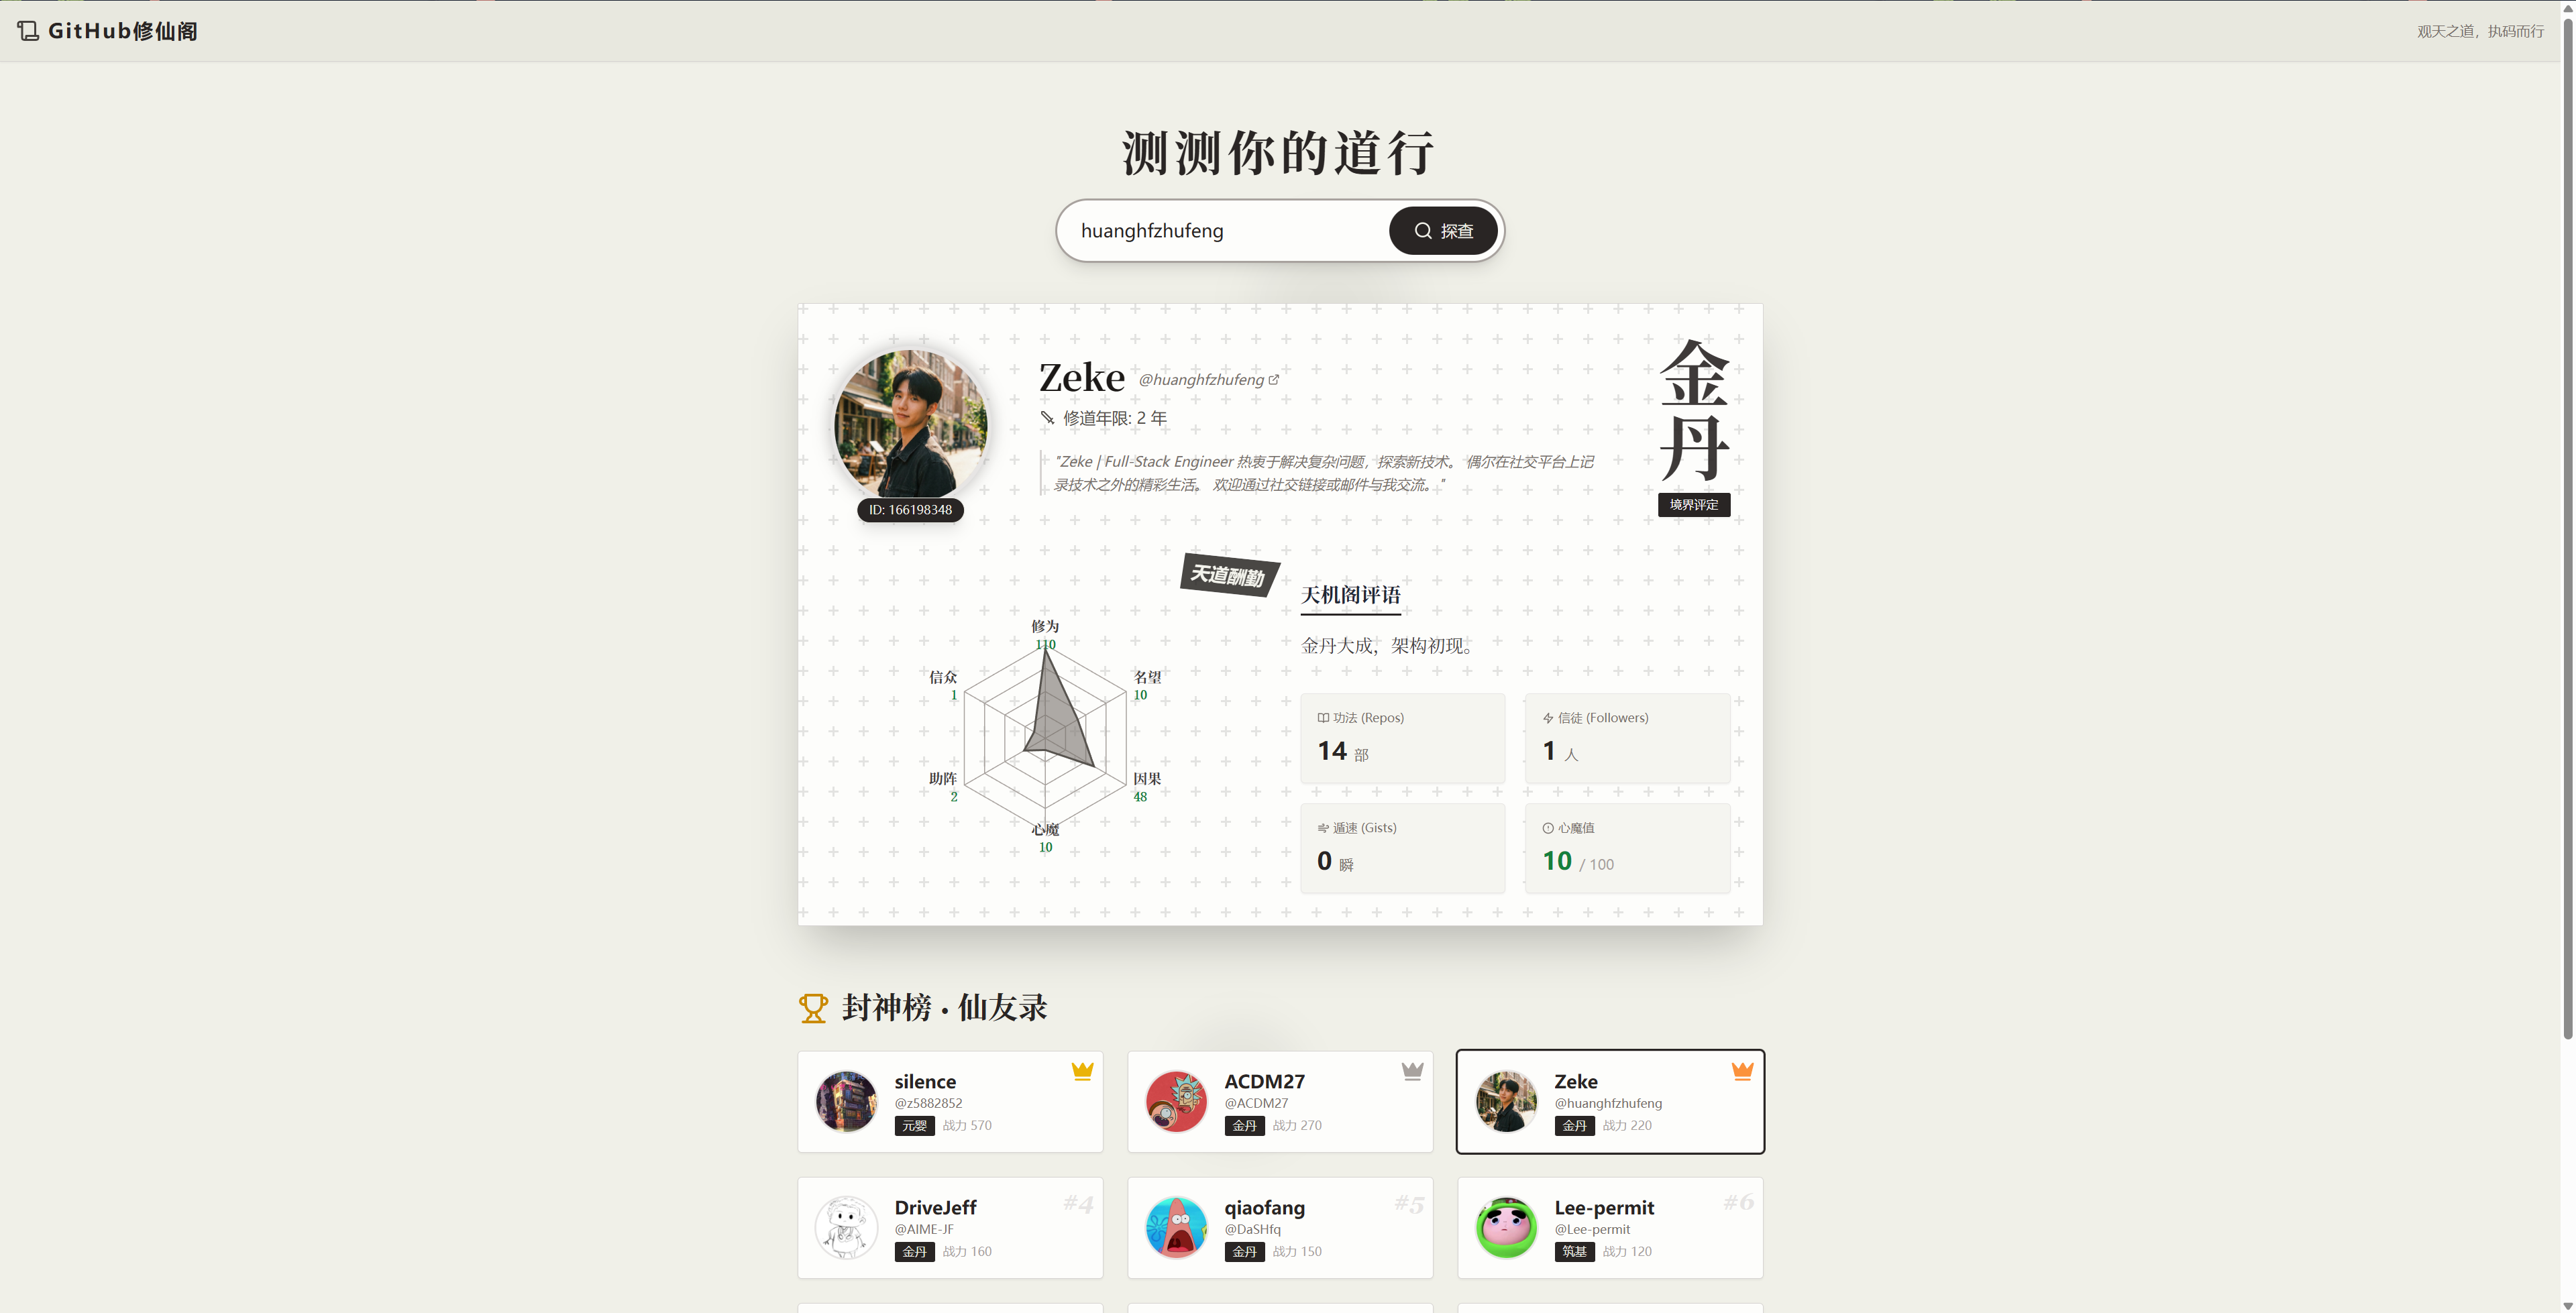 GitHub修仙阁
观天之道，执码而行
测测你的道行
huanghfzhufeng
探查
Zeke @huanghfzhufeng
修道年限: 2 年
"Zeke | Full-Stack Engineer 热衷于解决复杂问题，探索新技术。 偶尔在社交平台上记
录技术之外的精彩生活。 欢迎通过社交链接或邮件与我交流。"
ID: 166198348
金丹
境界评定
天道酬勤
修为
110
名望
10
因果
48
心魔
10
助阵
2
信众
1
天机阁评语
金丹大成，架构初现。
功法 (Repos)
14 部
信徒 (Followers)
1 人
遁速 (Gists)
0 瞬
心魔值
10 / 100
封神榜 · 仙友录
silence
@z5882852
元婴 战力 570
ACDM27
@ACDM27
金丹 战力 270
Zeke
@huanghfzhufeng
金丹 战力 220
DriveJeff
@AIME-JF
金丹 战力 160
#4
qiaofang
@DaSHfq
金丹 战力 150
#5
Lee-permit
@Lee-permit
筑基 战力 120
#6